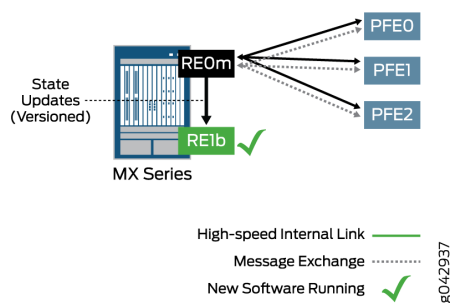 PFE0
RE0m
PFE1
State
Updates
(Versioned)
PFE2
RE1b
MX Series
High-speed Internal Link
Message Exchange
New Software Running
g042937